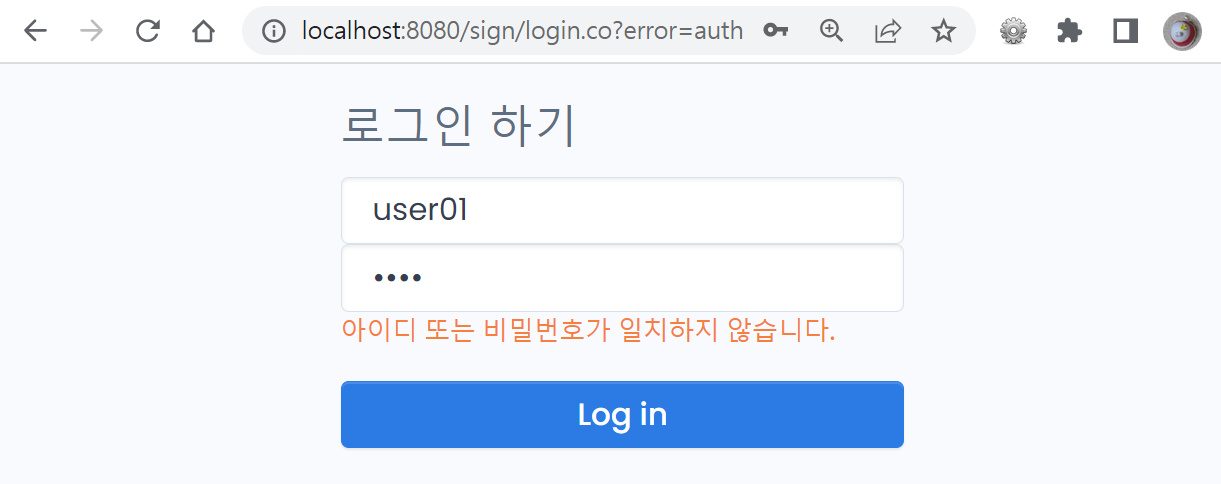 localhost:8080/sign/login.co?error=auth
로그인 하기
user01
••••
아이디 또는 비밀번호가 일치하지 않습니다.
Log in